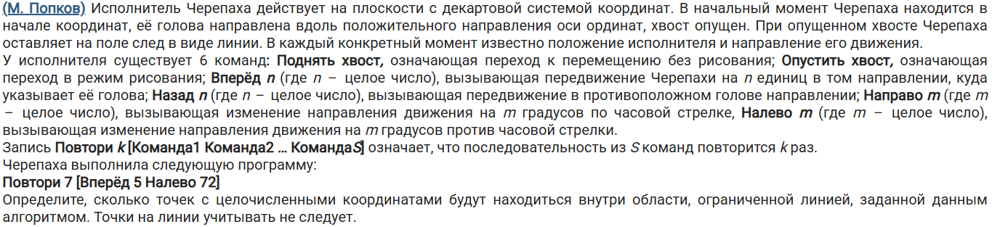 (М. Попков) Исполнитель Черепаха действует на плоскости с декартовой системой координат. В начальный момент Черепаха находится в
начале координат, её голова направлена вдоль положительного направления оси ординат, хвост опущен. При опущенном хвосте Черепаха
оставляет на поле след в виде линии. В каждый конкретный момент известно положение исполнителя и направление его движения.
У исполнителя существует 6 команд: Поднять хвост, означающая переход к перемещению без рисования; Опустить хвост, означающая
переход в режим рисования; Вперёд n (где n – целое число), вызывающая передвижение Черепахи на n единиц в том направлении, куда
указывает её голова; Назад n (где n – целое число), вызывающая передвижение в противоположном голове направлении; Направо m (где m
– целое число), вызывающая изменение направления движения на m градусов по часовой стрелке, Налево m (где m – целое число),
вызывающая изменение направления движения на m градусов против часовой стрелки.
Запись Повтори k [Команда1 Команда2 … КомандаS] означает, что последовательность из S команд повторится k раз.
Черепаха выполнила следующую программу:
Повтори 7 [Вперёд 5 Налево 72]
Определите, сколько точек с целочисленными координатами будут находиться внутри области, ограниченной линией, заданной данным
алгоритмом. Точки на линии учитывать не следует.